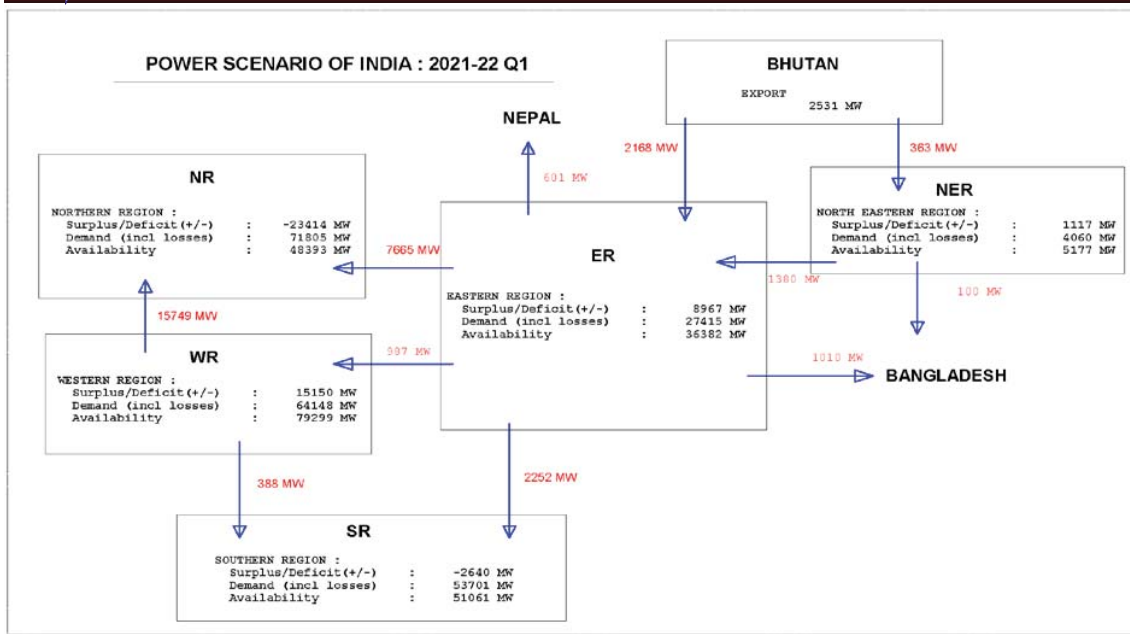 POWER SCENARIO OF INDIA : 2021-22 Q1
BHUTAN
EXPORT
2531 MW
NEPAL
2168 MW
363 MW
601 MW
NR
NORTHERN REGION :
Surplus/Deficit(+/-) : -23414 MW
Demand (incl losses) : 71805 MW
Availability : 48393 MW
NER
NORTH EASTERN REGION :
Surplus/Deficit(+/-) : 1117 MW
Demand (incl losses) : 4060 MW
Availability : 5177 MW
7665 MW
ER
EASTERN REGION :
Surplus/Deficit(+/-) : 8967 MW
Demand (incl losses) : 27415 MW
Availability : 36382 MW
1380 MW
100 MW
15749 MW
WR
WESTERN REGION :
Surplus/Deficit(+/-) : 15150 MW
Demand (incl losses) : 64148 MW
Availability : 79299 MW
997 MW
1010 MW
BANGLADESH
388 MW
2252 MW
SR
SOUTHERN REGION :
Surplus/Deficit(+/-) : -2640 MW
Demand (incl losses) : 53701 MW
Availability : 51061 MW